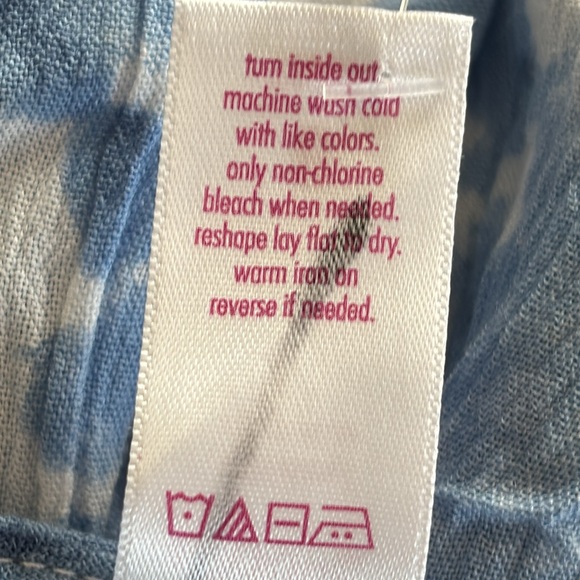 turn inside out
machine wash cold
with like colors.
only non-chlorine
bleach when needed.
reshape lay flat to dry.
warm iron on
reverse if needed.